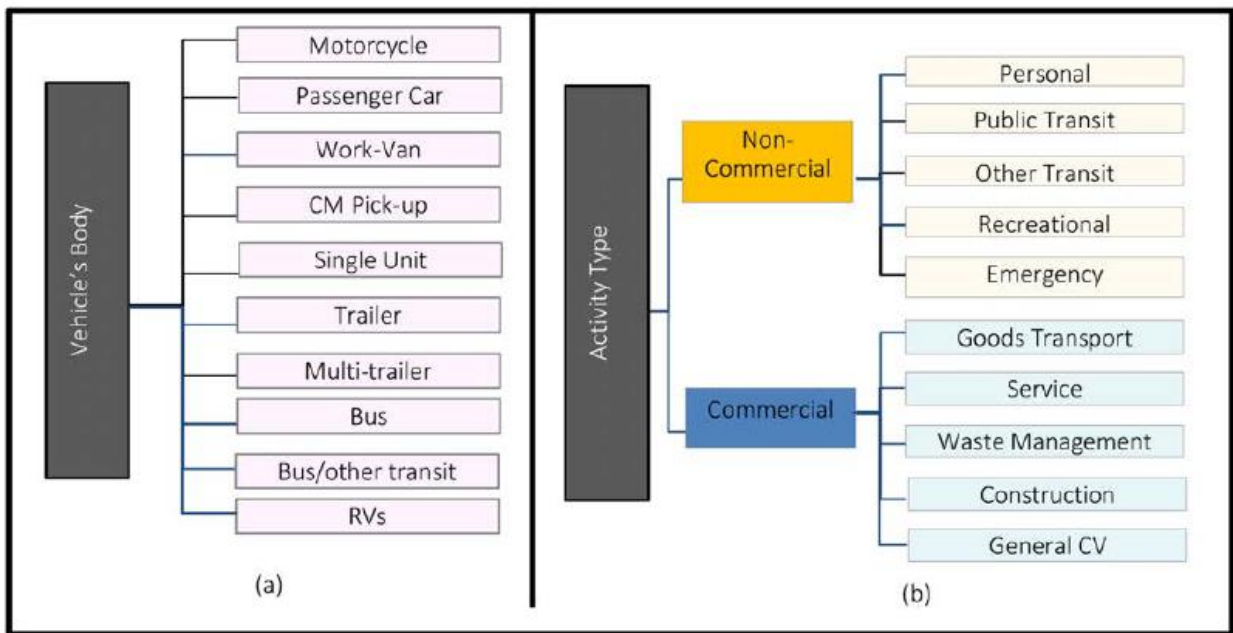 Vehicle's Body
Motorcycle
Passenger Car
Work-Van
CM Pick-up
Single Unit
Trailer
Multi-trailer
Bus
Bus/other transit
RVs
(a)
Activity Type
Non-
Commercial
Personal
Public Transit
Other Transit
Recreational
Emergency
Commercial
Goods Transport
Service
Waste Management
Construction
General CV
(b)